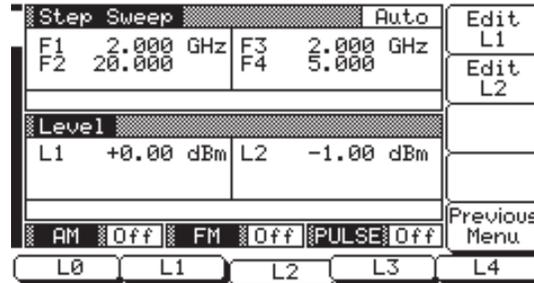 Step Sweep Auto
F1 2.000 GHz F3 2.000 GHz
F2 20.000 F4 5.000
Level
L1 +0.00 dBm L2 -1.00 dBm
AM Off FM Off PULSE Off
L0 L1 L2 L3 L4
Edit
L1
Edit
L2
Previous
Menu